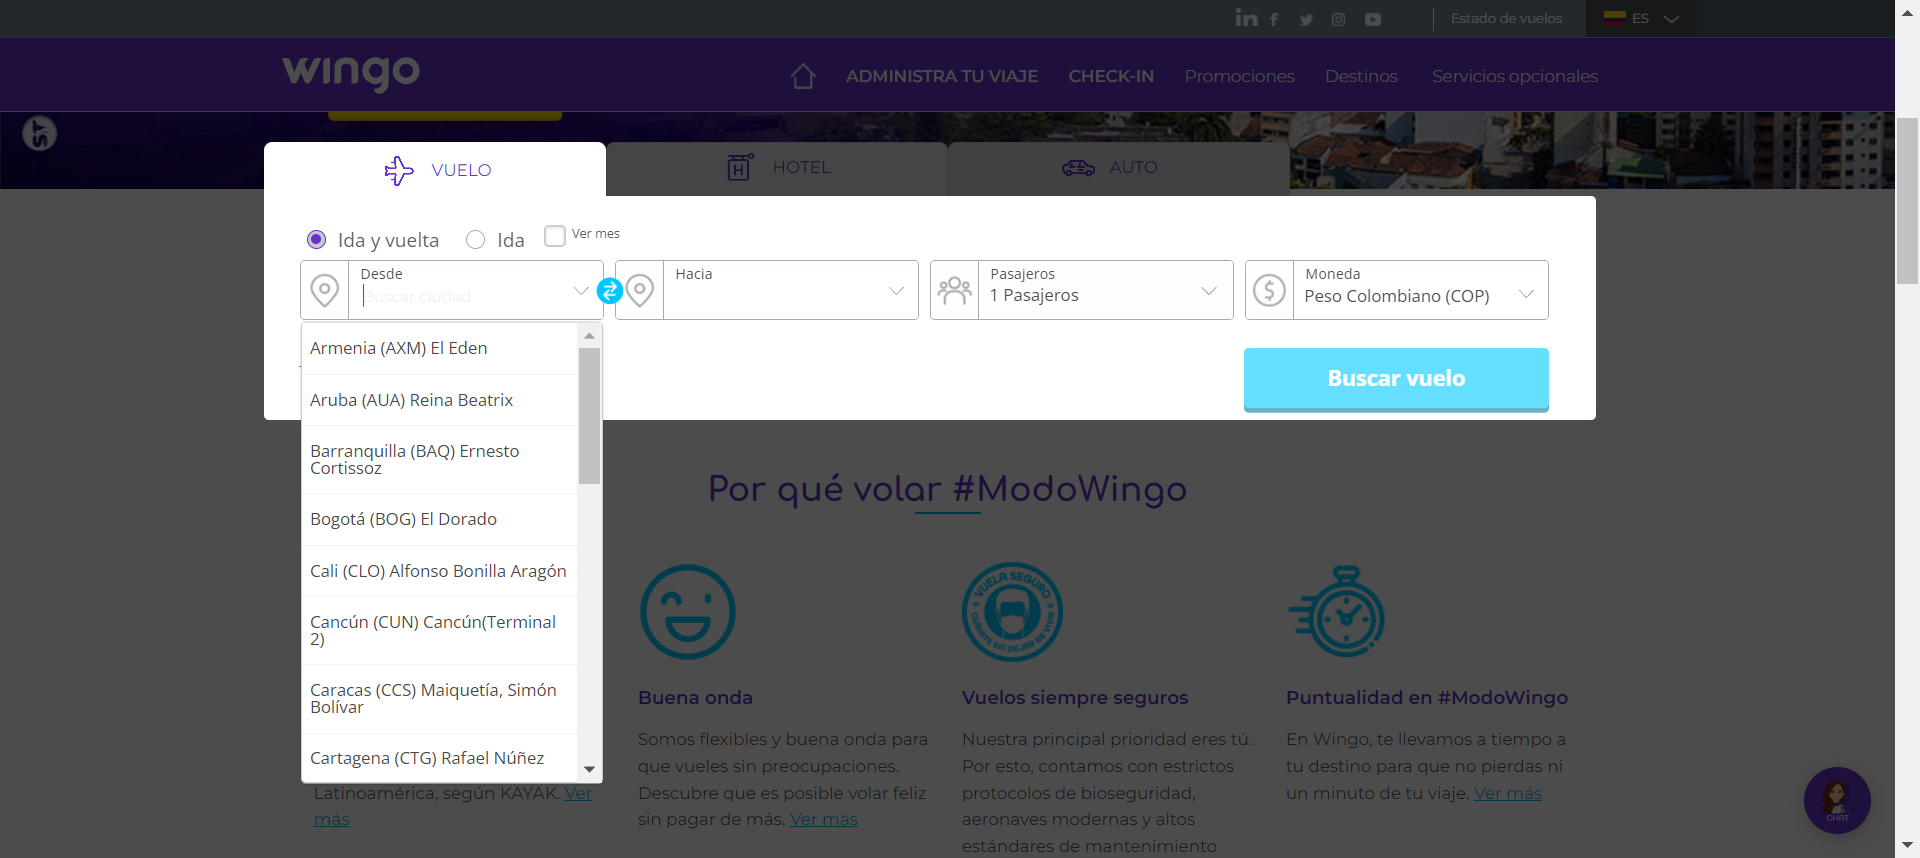 Estado de vuelos
ES
wingo
ADMINISTRA TU VIAJE
CHECK-IN
Promociones
Destinos
Servicios opcionales
VUELO
HOTEL
AUTO
Ida y vuelta
Ida
Ver mes
Desde
Buscar ciudad
Hacia
Pasajeros
1 Pasajeros
Moneda
Peso Colombiano (COP)
Armenia (AXM) El Eden
Aruba (AUA) Reina Beatrix
Barranquilla (BAQ) Ernesto
Cortissoz
Bogotá (BOG) El Dorado
Cali (CLO) Alfonso Bonilla Aragón
Cancún (CUN) Cancún(Terminal
2)
Caracas (CCS) Maiquetía, Simón
Bolívar
Cartagena (CTG) Rafael Núñez
Buscar vuelo
Por qué volar #ModoWingo
Latinoamérica, según KAYAK. Ver
más
Buena onda
Somos flexibles y buena onda para
que vueles sin preocupaciones.
Descubre que es posible volar feliz
sin pagar de más. Ver más
VUELA SEGURO
CUÍDATE SIN DEJAR DE VIVIR
Vuelos siempre seguros
Nuestra principal prioridad eres tú.
Por esto, contamos con estrictos
protocolos de bioseguridad,
aeronaves modernas y altos
estándares de mantenimiento
Puntualidad en #ModoWingo
En Wingo, te llevamos a tiempo a
tu destino para que no pierdas ni
un minuto de tu viaje. Ver más
CHAT